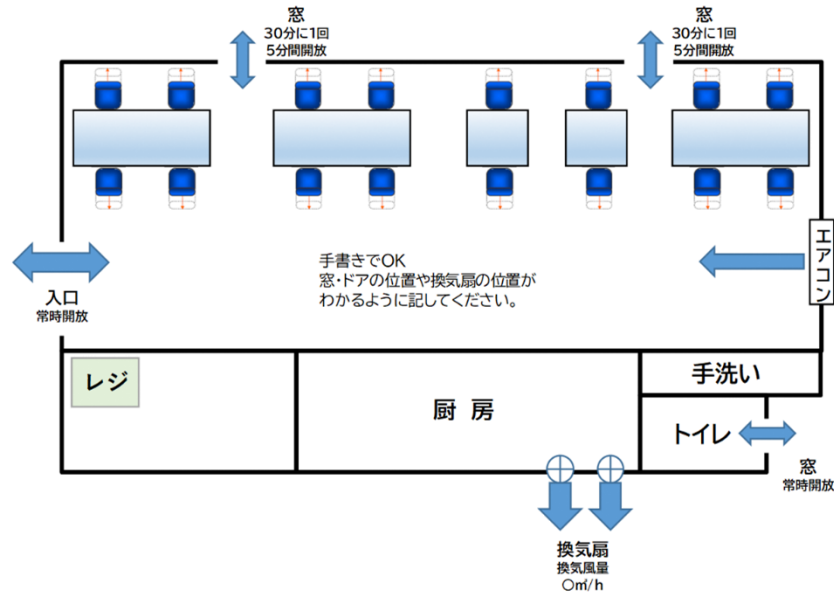 窓
30分に1回
5分間開放
窓
30分に1回
5分間開放
手書きでOK
窓・ドアの位置や換気扇の位置が
わかるように記してください。
エアコン
入口
常時開放
レジ
厨 房
手洗い
トイレ
窓
常時開放
換気扇
換気風量
○㎥/h